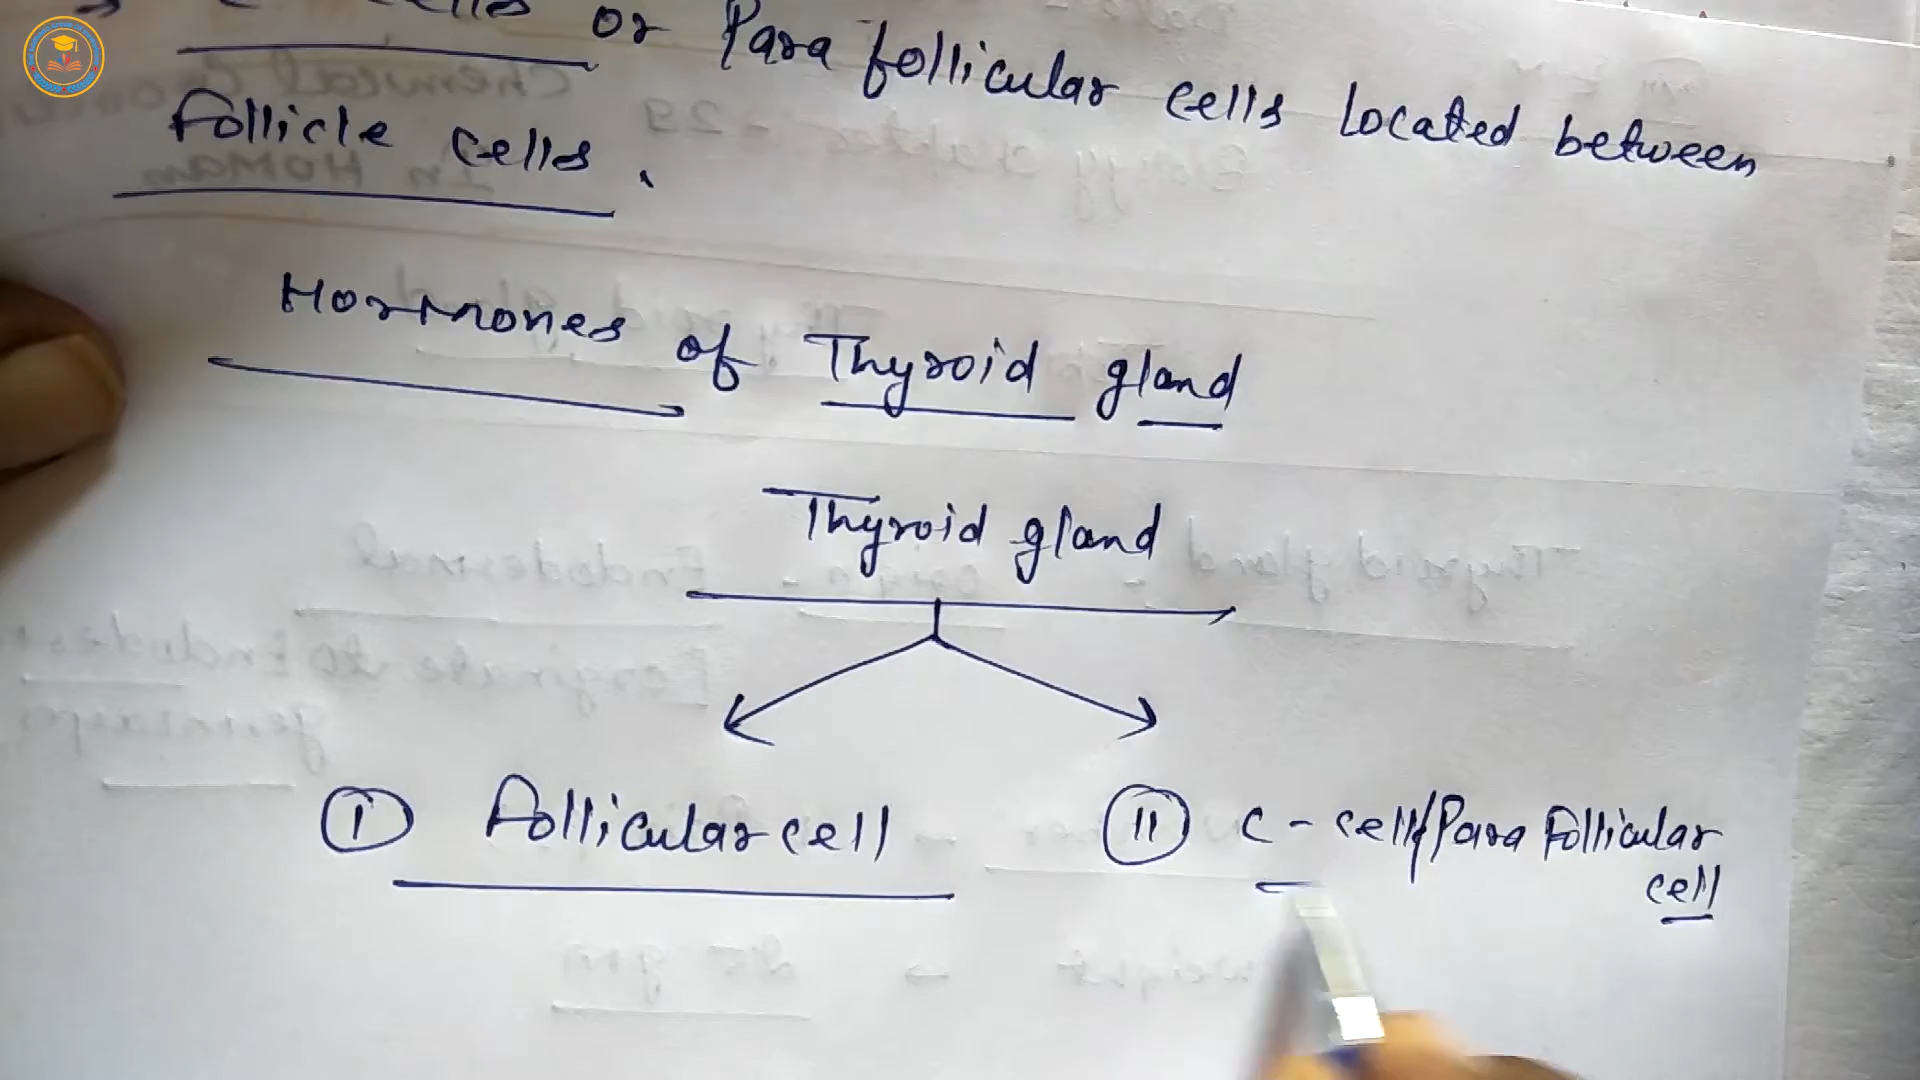 cells or Para follicular cells located between
follicle cells.
Hormones of Thyroid gland
Thyroid gland
I follicular cell
II C - cell/Para Follicular
cell